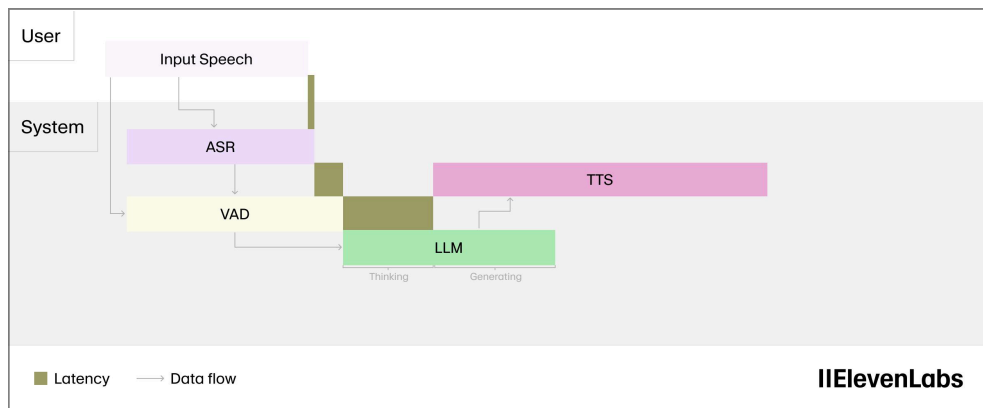 User
Input Speech
System
ASR
TTS
VAD
LLM
Thinking
Generating
Latency
Data flow
IIElevenLabs